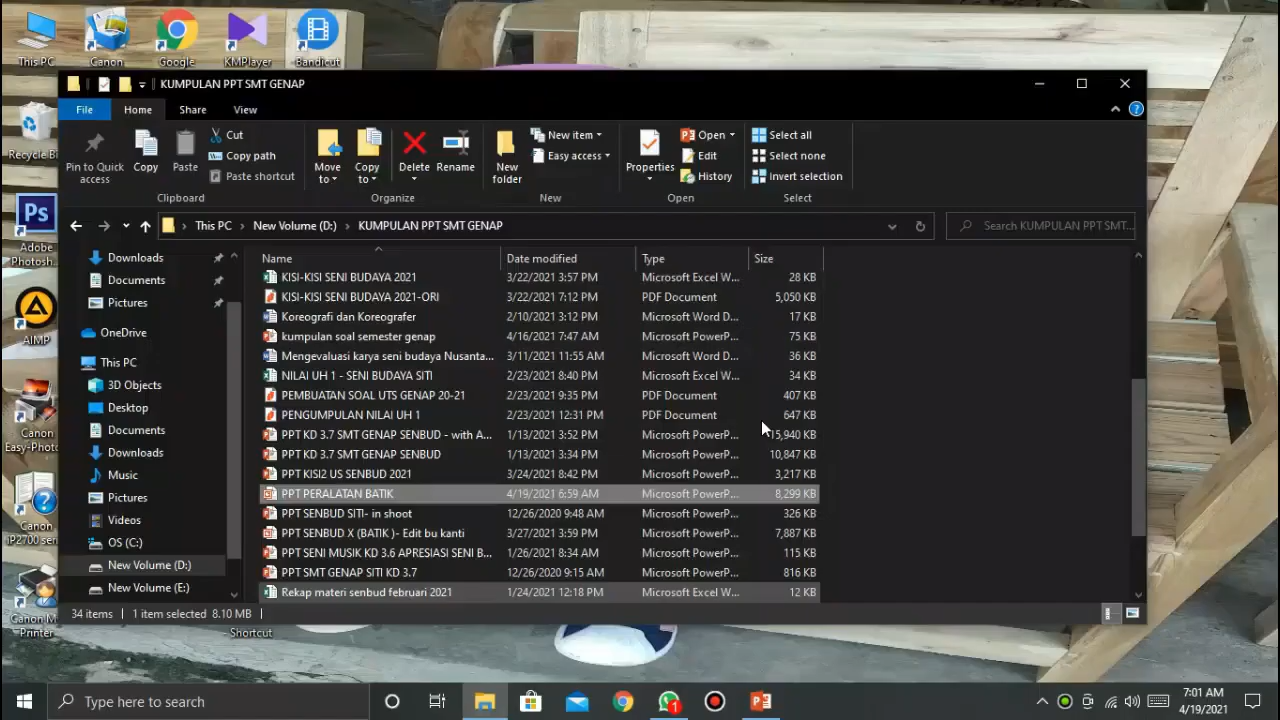 This PC
Canon
Google
KMPlayer
Bandicut
KUMPULAN PPT SMT GENAP
File Home Share View
Pin to Quick access
Copy
Paste
Cut
Copy path
Paste shortcut
Clipboard
Move to
Copy to
Delete
Rename
Organize
New folder
New item
Easy access
New
Properties
Open
Edit
History
Open
Select all
Select none
Invert selection
Select
This PC > New Volume (D:) > KUMPULAN PPT SMT GENAP
Search KUMPULAN PPT SMT...
Recycle Bi
Ps
Adobe
Photosh...
AIMP
Canon
Easy-Photo
Canon
iP2700 seri
Canon M
Printer
Shortcut
Downloads
Documents
Pictures
OneDrive
This PC
3D Objects
Desktop
Documents
Downloads
Music
Pictures
Videos
OS (C:)
New Volume (D:)
New Volume (E:)
Name Date modified Type Size
KISI-KISI SENI BUDAYA 2021 3/22/2021 3:57 PM Microsoft Excel W... 28 KB
KISI-KISI SENI BUDAYA 2021-ORI 3/22/2021 7:12 PM PDF Document 5,050 KB
Koreografi dan Koreografer 2/10/2021 3:12 PM Microsoft Word D... 17 KB
kumpulan soal semester genap 4/16/2021 7:47 AM Microsoft PowerP... 75 KB
Mengevaluasi karya seni budaya Nusanta... 3/11/2021 11:55 AM Microsoft Word D... 36 KB
NILAI UH 1 - SENI BUDAYA SITI 2/23/2021 8:40 PM Microsoft Excel W... 34 KB
PEMBUATAN SOAL UTS GENAP 20-21 2/23/2021 9:35 PM PDF Document 407 KB
PENGUMPULAN NILAI UH 1 2/23/2021 12:31 PM PDF Document 647 KB
PPT KD 3.7 SMT GENAP SENBUD - with A... 1/13/2021 3:52 PM Microsoft PowerP... 15,940 KB
PPT KD 3.7 SMT GENAP SENBUD 1/13/2021 3:34 PM Microsoft PowerP... 10,847 KB
PPT KISI2 US SENBUD 2021 3/24/2021 8:42 PM Microsoft PowerP... 3,217 KB
PPT PERALATAN BATIK 4/19/2021 6:59 AM Microsoft PowerP... 8,299 KB
PPT SENBUD SITI- in shoot 12/26/2020 9:48 AM Microsoft PowerP... 326 KB
PPT SENBUD X (BATIK )- Edit bu kanti 3/27/2021 3:59 PM Microsoft PowerP... 7,887 KB
PPT SENI MUSIK KD 3.6 APRESIASI SENI B... 1/26/2021 8:34 AM Microsoft PowerP... 115 KB
PPT SMT GENAP SITI KD 3.7 12/26/2020 9:15 AM Microsoft PowerP... 816 KB
Rekap materi senbud februari 2021 1/24/2021 12:18 PM Microsoft Excel W... 12 KB
34 items 1 item selected 8.10 MB
Type here to search
1
7:01 AM
4/19/2021